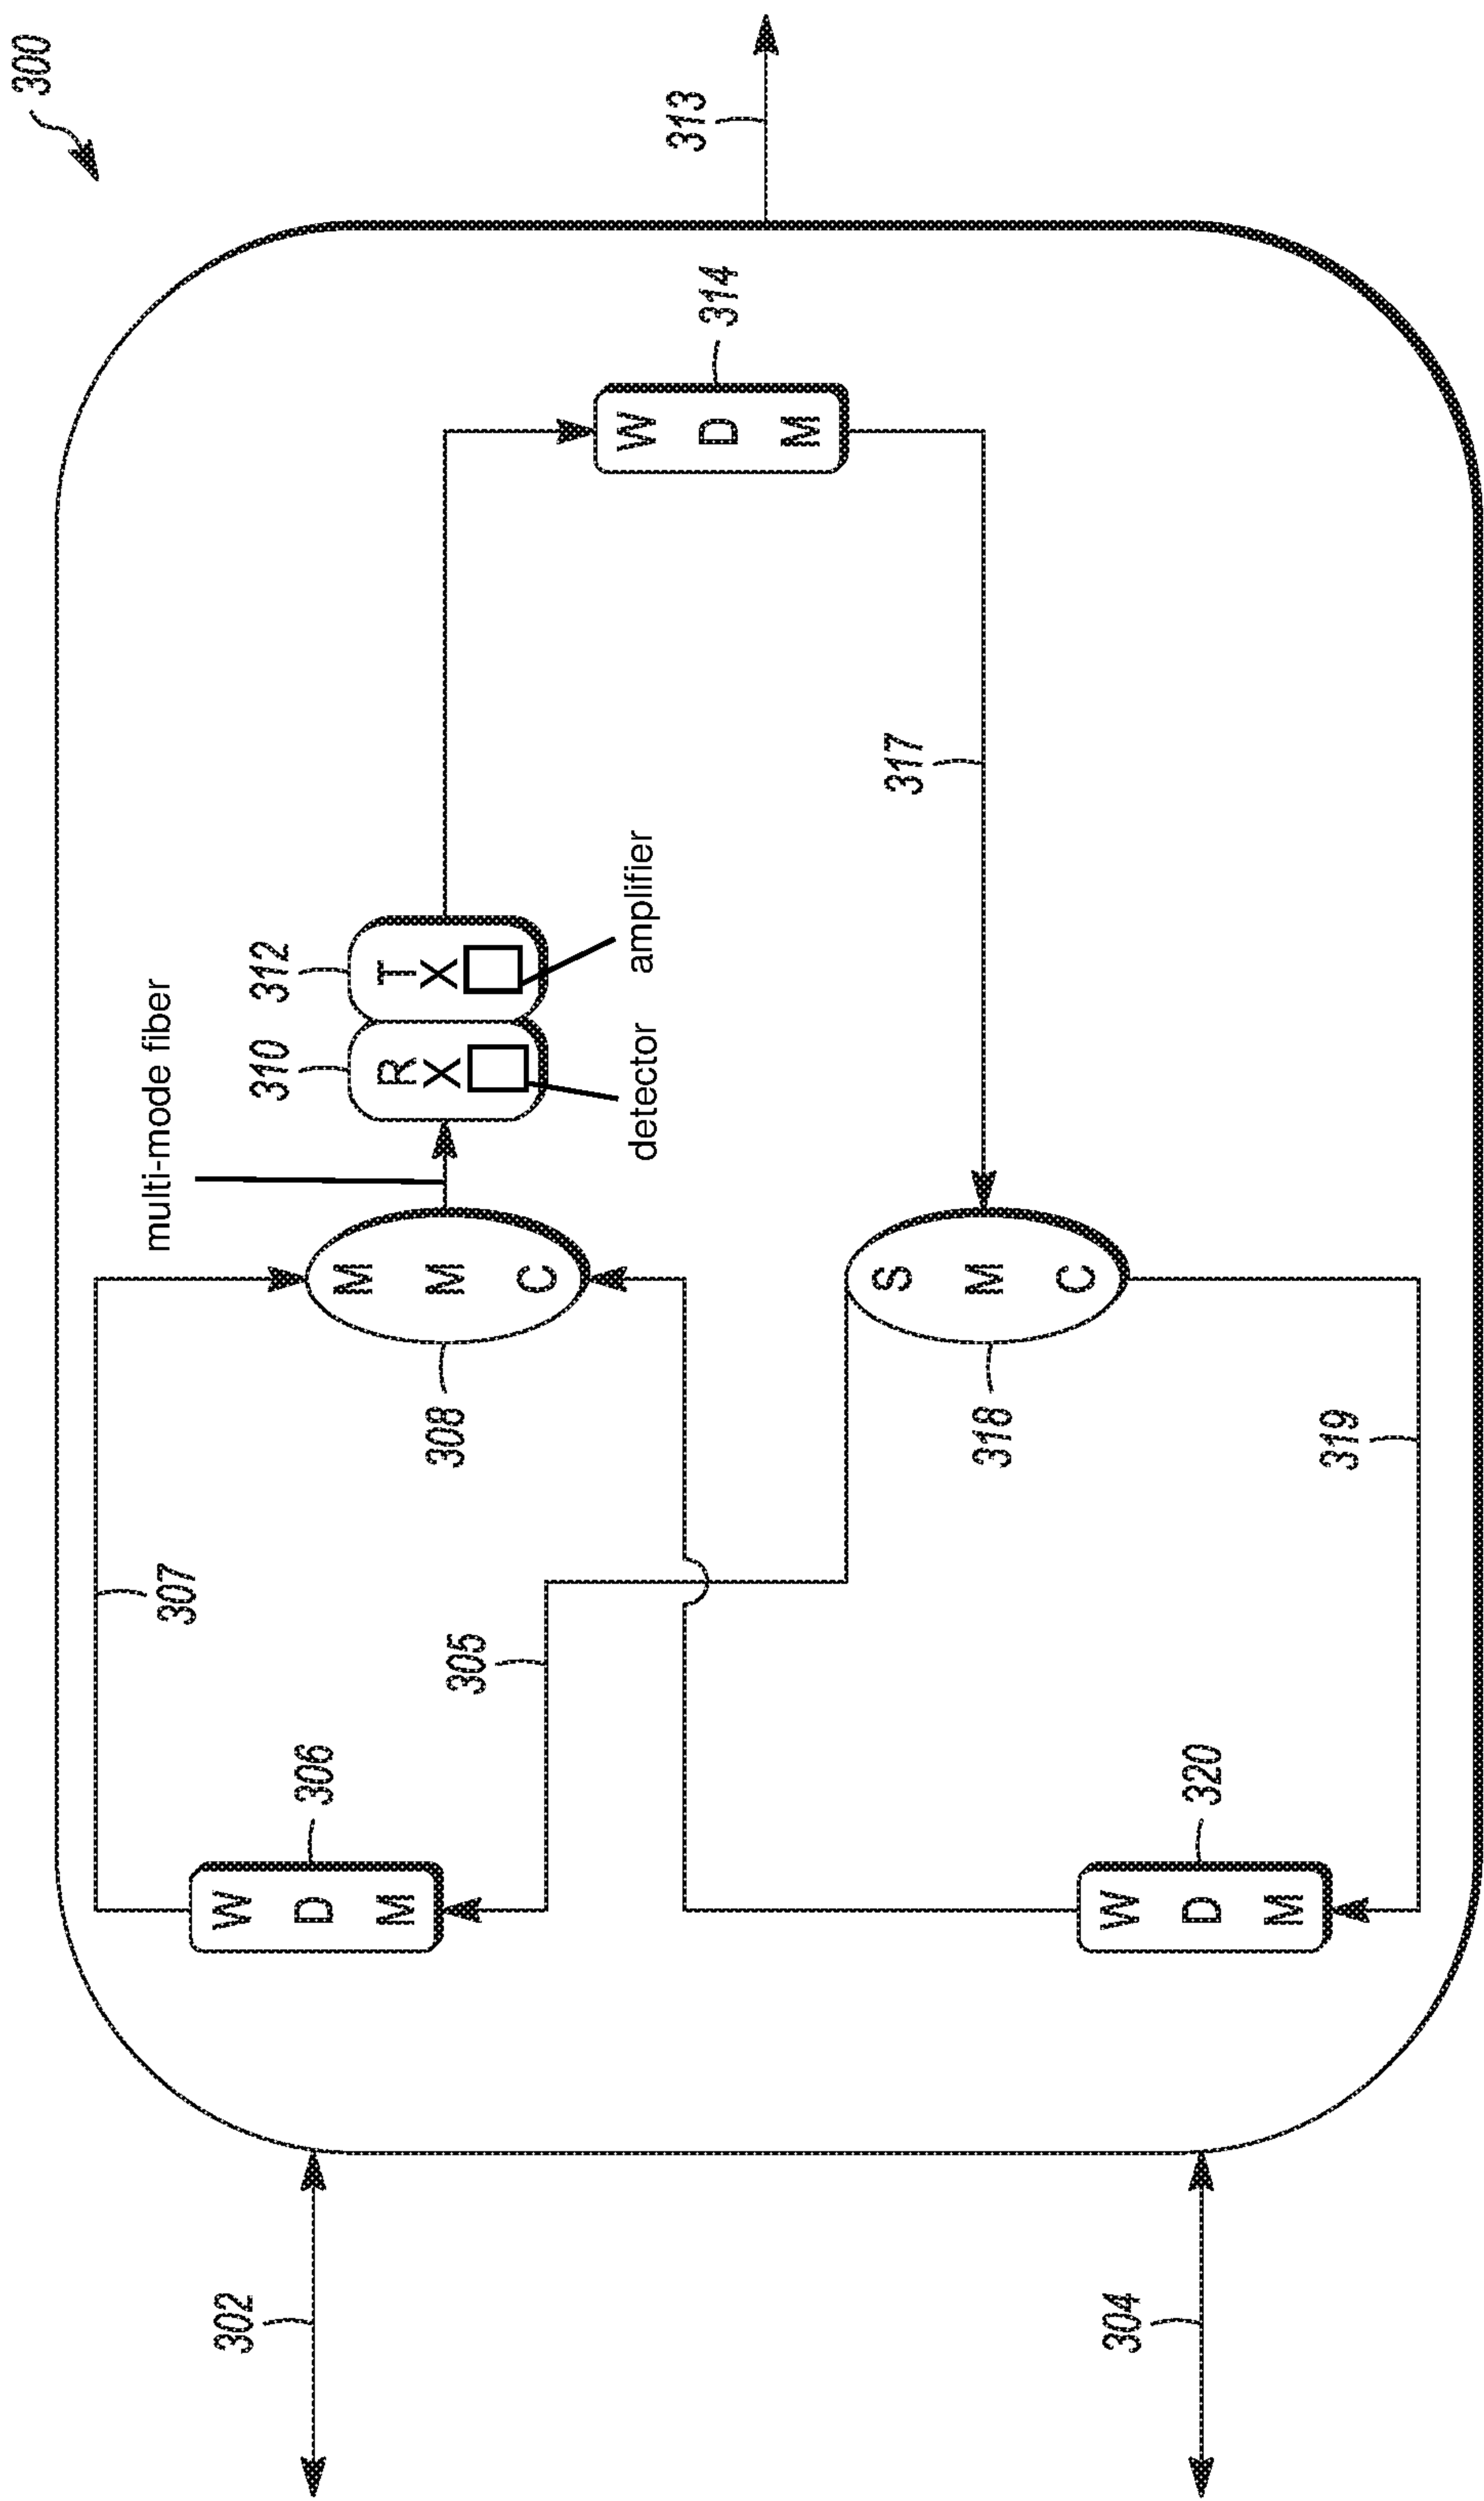 300
302
304
306
W
D
M
307
305
308
M
M
C
multi-mode fiber
310
R
X
312
T
X
detector
amplifier
313
314
W
D
M
317
318
S
M
C
319
320
W
D
M